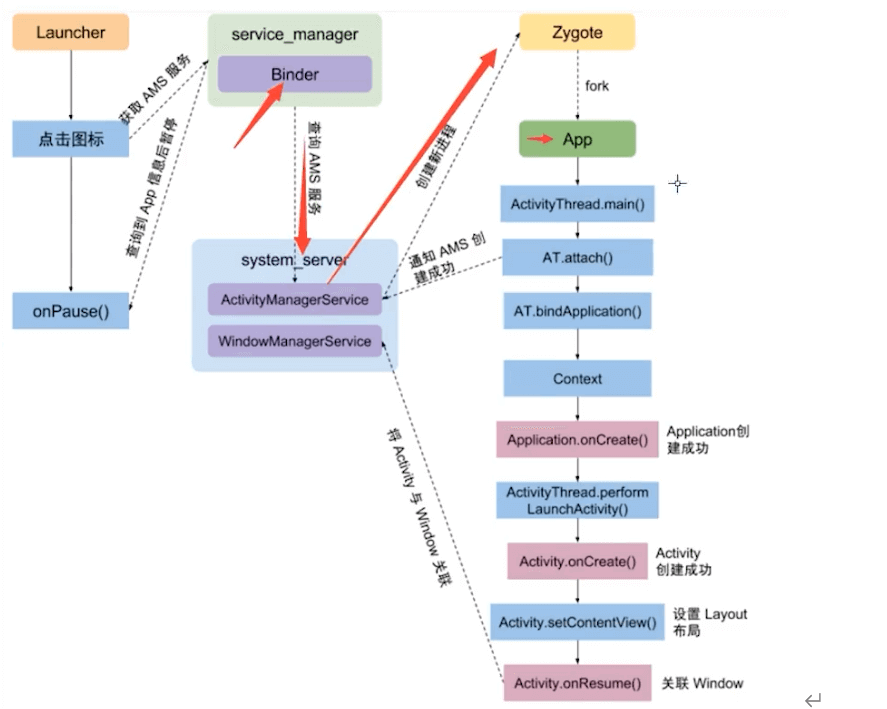 Launcher
点击图标
onPause()
获取 AMS 服务
查询到 App 信息后暂停
service_manager
Binder
查询 AMS 服务
system_server
ActivityManagerService
WindowManagerService
创建新进程
通知 AMS 创
建成功
将 Activity 与 Window 关联
Zygote
fork
App
ActivityThread.main()
AT.attach()
AT.bindApplication()
Context
Application.onCreate()
Application创
建成功
ActivityThread.perform
LaunchActivity()
Activity.onCreate()
Activity
创建成功
Activity.setContentView()
设置 Layout
布局
Activity.onResume()
关联 Window